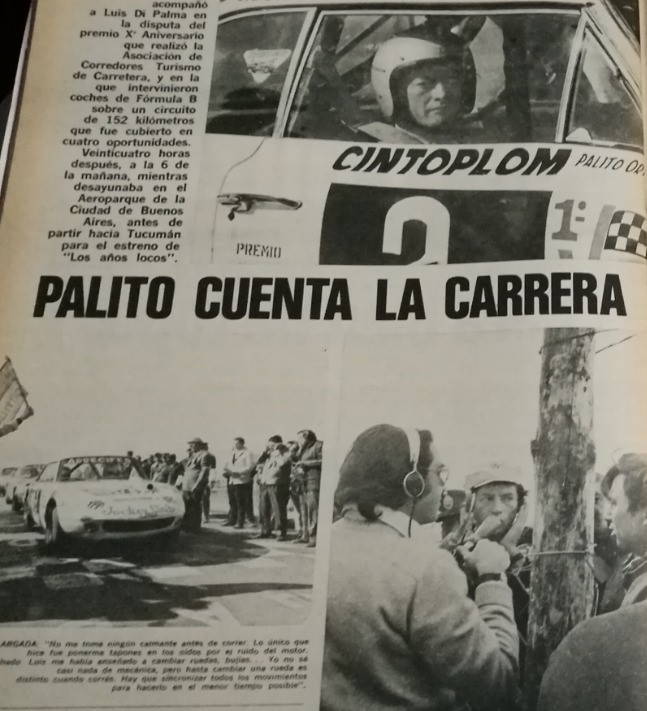 acompañó
a Luis Di Palma en
la disputa del
premio X° Aniversario
que realizó la
Asociación de
Corredores Turismo
de Carretera, y en la
que intervinieron
coches de Fórmula B
sobre un circuito
de 152 kilómetros
que fue cubierto en
cuatro oportunidades.
Veinticuatro horas
después, a la 6 de
la mañana, mientras
desayunaba en el
Aeroparque de la
Ciudad de Buenos
Aires, antes de
partir hacia Tucumán
para el estreno de
"Los años locos".
CINTOPLOM PALITO OR
2 1ª
PREMIO
PALITO CUENTA LA CARRERA
Jockey Club
ARGADA: "No me tomé ningún calmante antes de correr. Lo único que
hice fue ponerme tapones en los oídos por el ruido del motor.
Luis me había enseñado a cambiar ruedas, bujías... Yo no sé
casi nada de mecánica, pero hasta cambiar una rueda es
distinto cuando corrés. Hay que sincronizar todos los movimientos
para hacerlo en el menor tiempo posible".